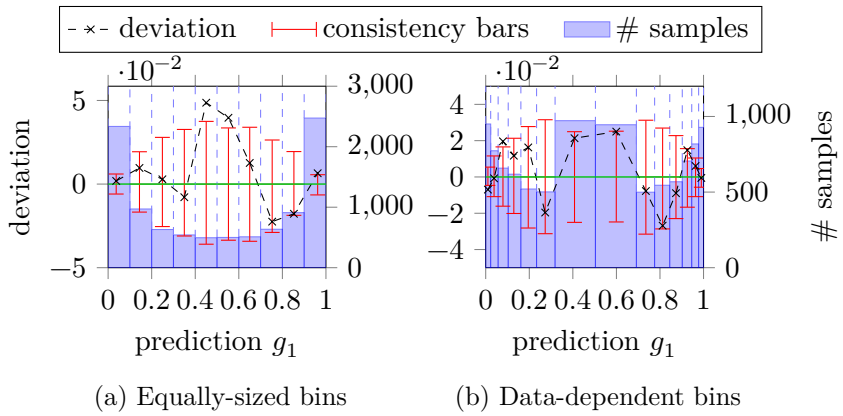 deviation consistency bars # samples
·10⁻² ·10⁻²
5 3,000 4 1,000
2,000 2
0 0
1,000 −2 500
−5 0 −4 0
0 0.2 0.4 0.6 0.8 1 0 0.2 0.4 0.6 0.8 1
deviation # samples
prediction g₁ prediction g₁
(a) Equally-sized bins (b) Data-dependent bins